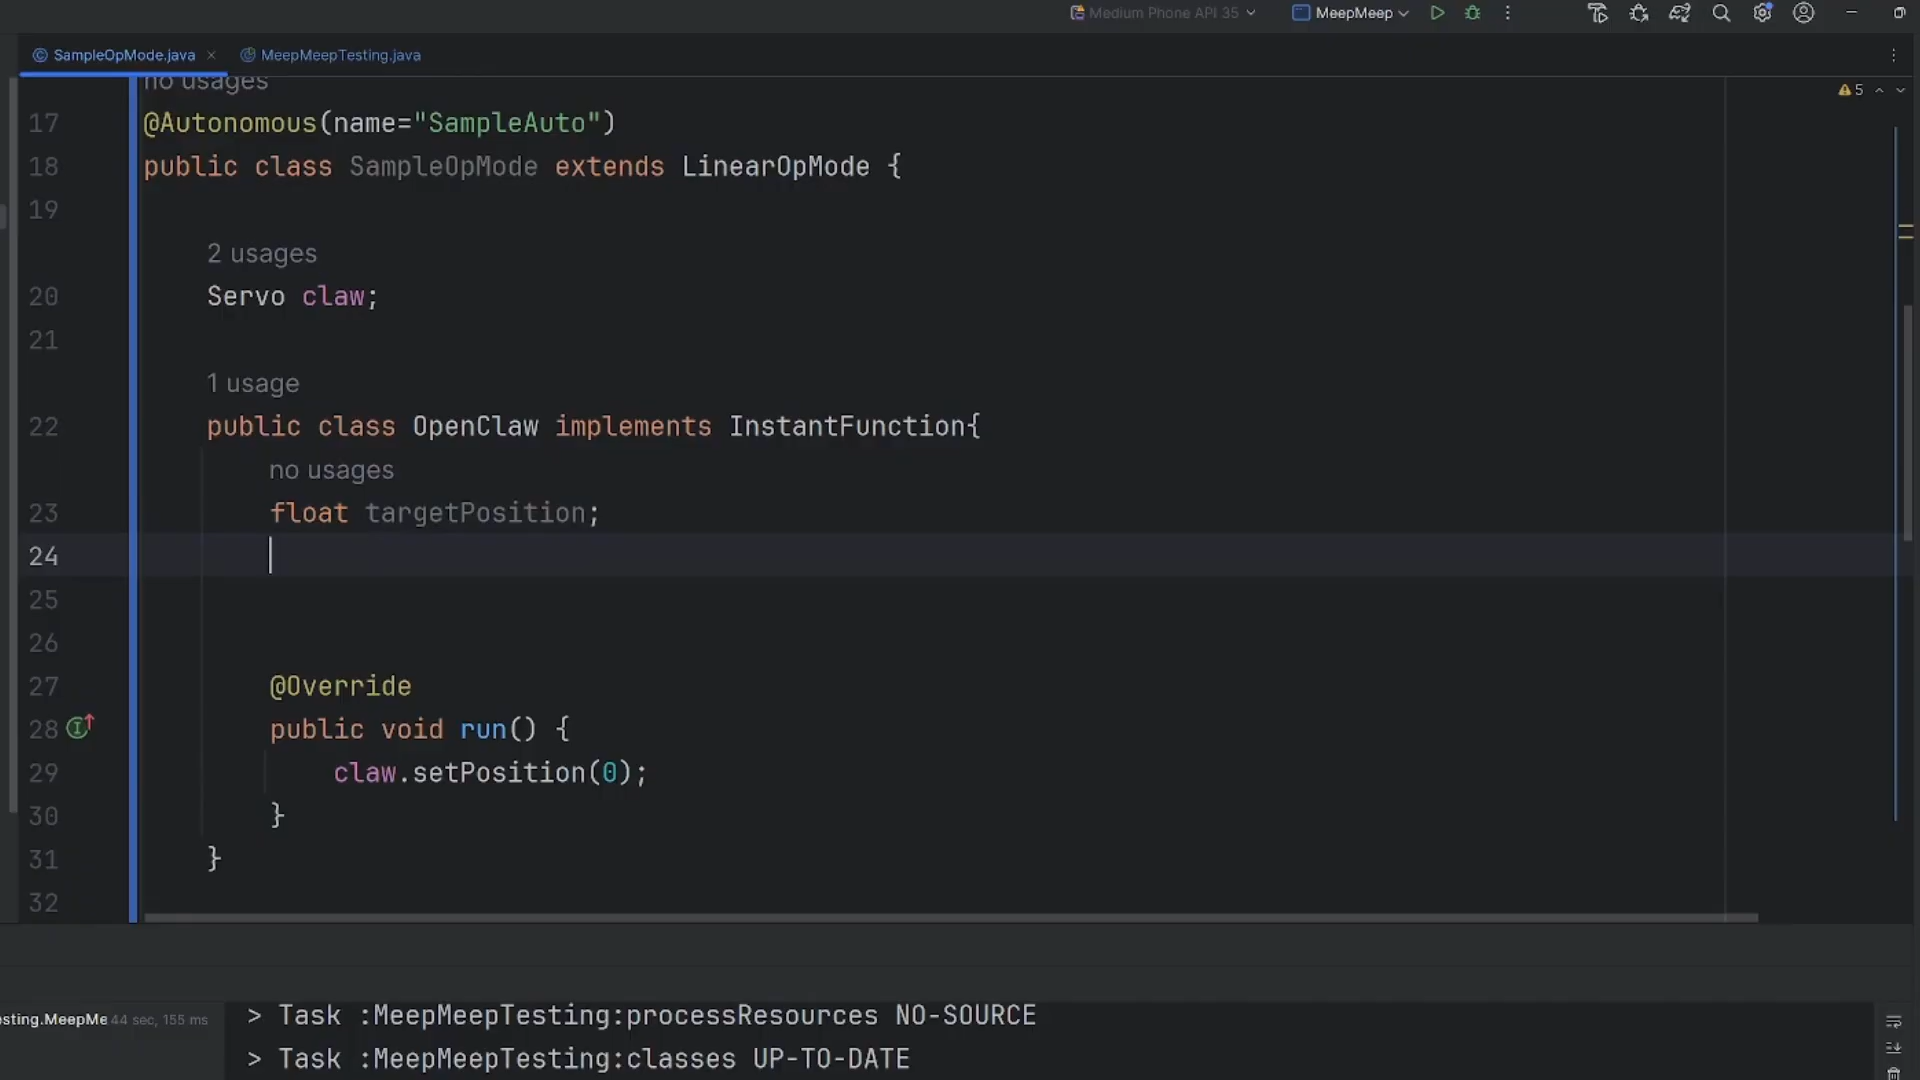 Medium Phone API 35 MeepMeep
SampleOpMode.java MeepMeepTesting.java
no usages
5
17 @Autonomous(name="SampleAuto")
18 public class SampleOpMode extends LinearOpMode {
19
2 usages
20 Servo claw;
21
1 usage
22 public class OpenClaw implements InstantFunction{
no usages
23 float targetPosition;
24
25
26
27 @Override
28 public void run() {
29 claw.setPosition(0);
30 }
31 }
32
esting.MeepMe 44 sec, 155 ms > Task :MeepMeepTesting:processResources NO-SOURCE
> Task :MeepMeepTesting:classes UP-TO-DATE